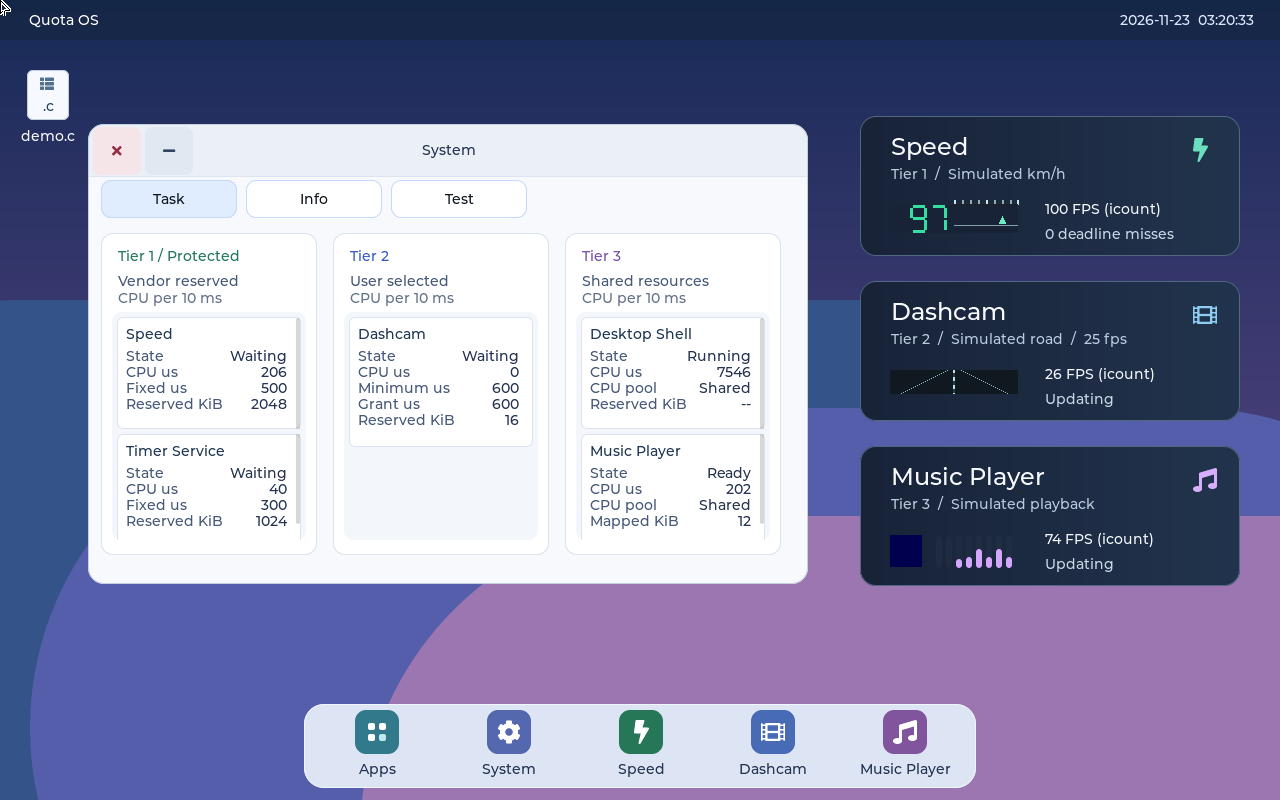 Quota OS
2026-11-23 03:20:33
.c
demo.c
System
Task
Info
Test
Tier 1 / Protected
Vendor reserved
CPU per 10 ms
Speed
State Waiting
CPU us 206
Fixed us 500
Reserved KiB 2048
Timer Service
State Waiting
CPU us 40
Fixed us 300
Reserved KiB 1024
Tier 2
User selected
CPU per 10 ms
Dashcam
State Waiting
CPU us 0
Minimum us 600
Grant us 600
Reserved KiB 16
Tier 3
Shared resources
CPU per 10 ms
Desktop Shell
State Running
CPU us 7546
CPU pool Shared
Reserved KiB --
Music Player
State Ready
CPU us 202
CPU pool Shared
Mapped KiB 12
Speed
Tier 1 / Simulated km/h
97
100 FPS (icount)
0 deadline misses
Dashcam
Tier 2 / Simulated road / 25 fps
26 FPS (icount)
Updating
Music Player
Tier 3 / Simulated playback
74 FPS (icount)
Updating
Apps
System
Speed
Dashcam
Music Player